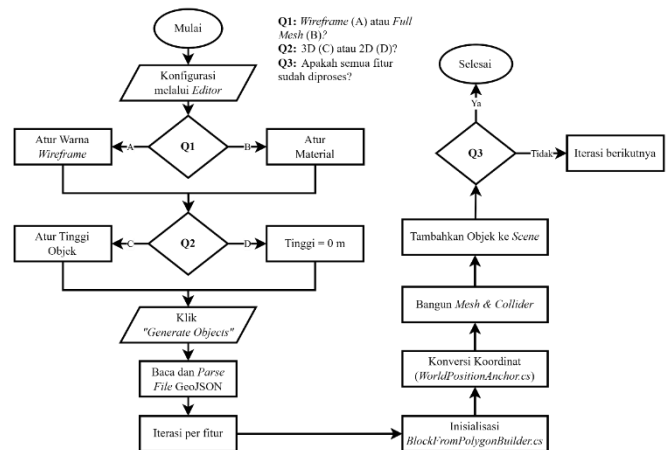 Mulai
Q1: Wireframe (A) atau Full
Mesh (B)?
Q2: 3D (C) atau 2D (D)?
Q3: Apakah semua fitur
sudah diproses?
Konfigurasi
melalui Editor
Atur Warna
Wireframe
A
Q1
B
Atur
Material
Atur Tinggi
Objek
C
Q2
D
Tinggi = 0 m
Klik
"Generate Objects"
Baca dan Parse
File GeoJSON
Iterasi per fitur
Inisialisasi
BlockFromPolygonBuilder.cs
Konversi Koordinat
(WorldPositionAnchor.cs)
Bangun Mesh & Collider
Tambahkan Objek ke Scene
Q3
Tidak
Iterasi berikutnya
Ya
Selesai